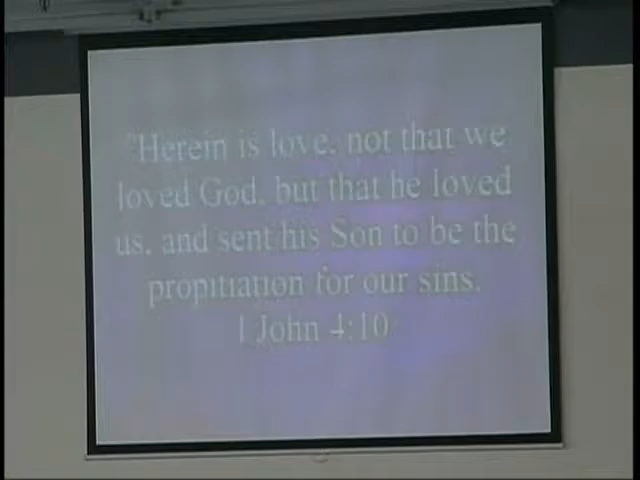 "Herein is love, not that we
loved God, but that he loved
us, and sent his Son to be the
propitiation for our sins.
I John 4:10